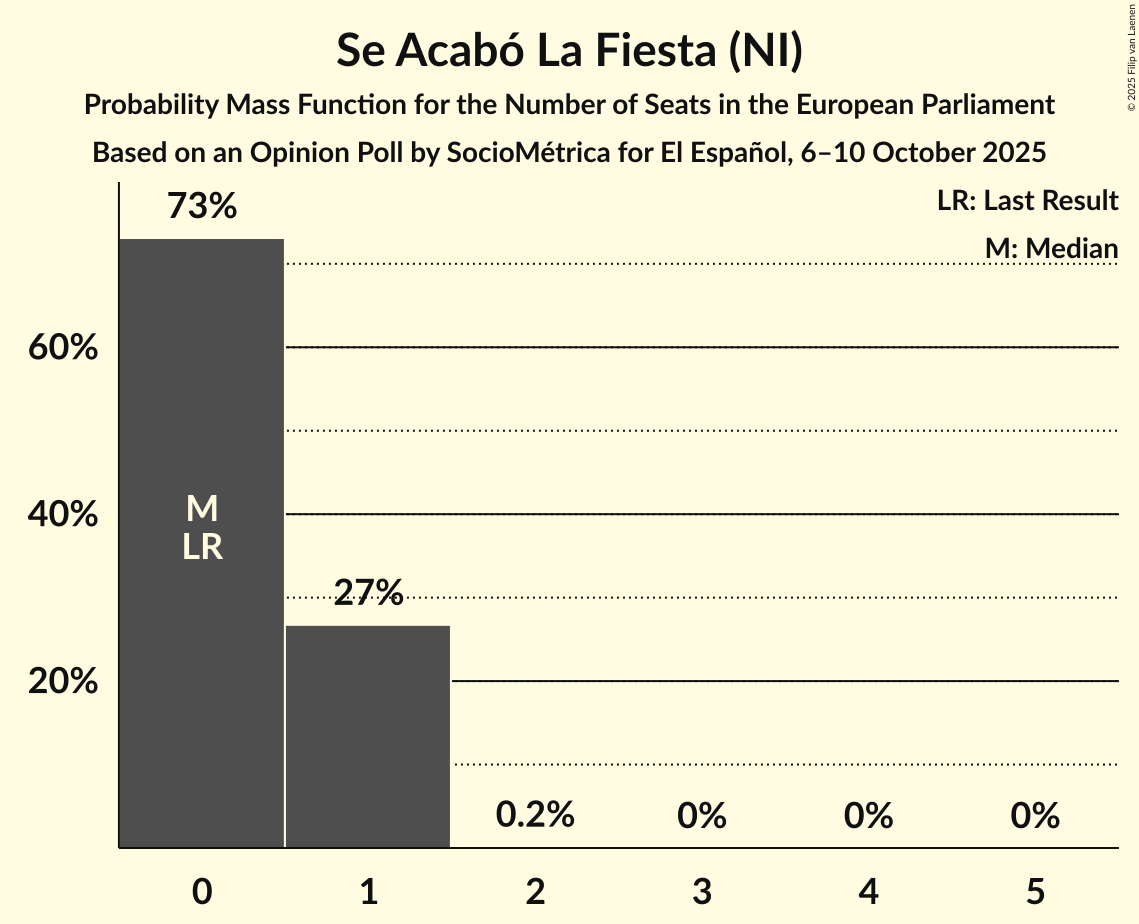 Se Acabó La Fiesta (NI)
Probability Mass Function for the Number of Seats in the European Parliament
Based on an Opinion Poll by SocioMétrica for El Español, 6–10 October 2025
© 2025 Filip van Laenen
LR: Last Result
M: Median
73%
60%
40%
20%
M
LR
27%
0.2%
0%
0%
0%
0
1
2
3
4
5